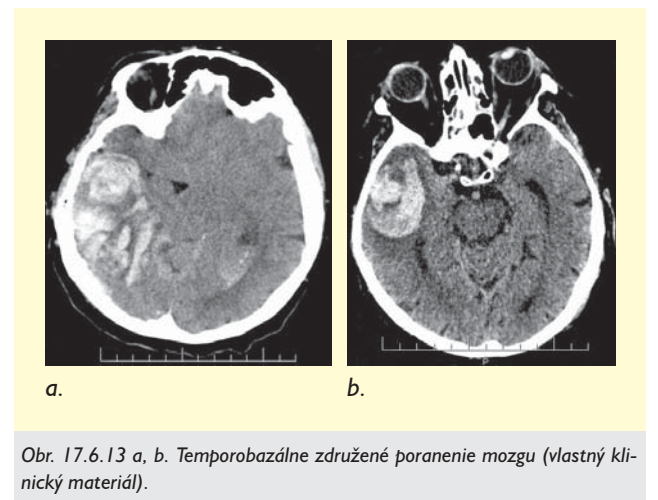 a.
b.
Obr. 17.6.13 a, b. Temporobazálne združené poranenie mozgu (vlastný kli-
nický materiál).